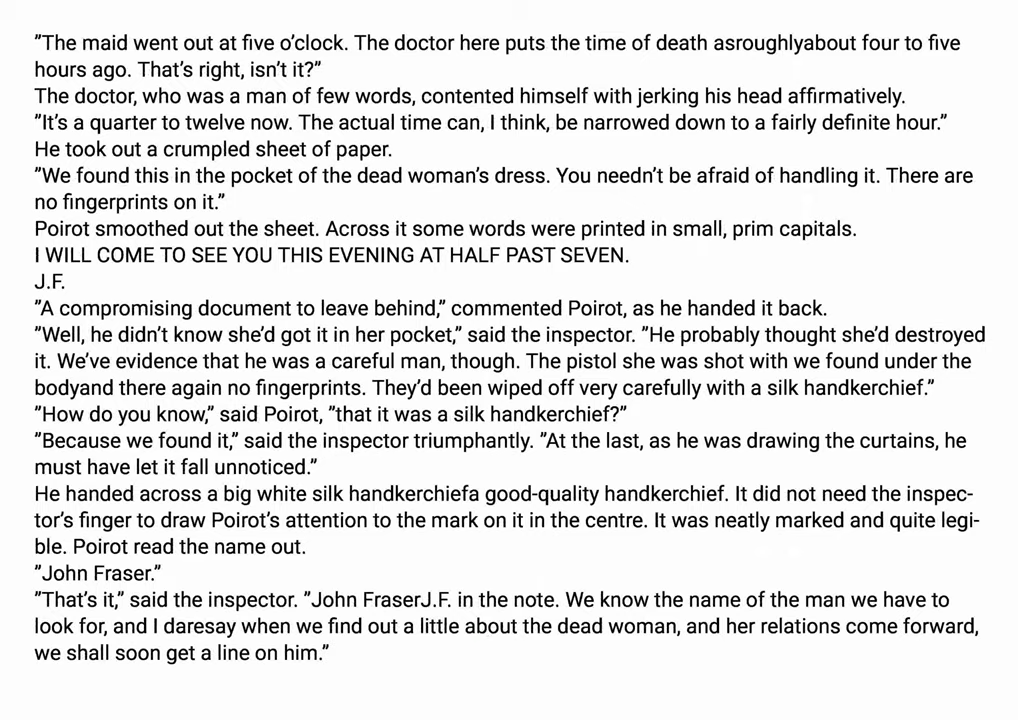 ”The maid went out at five o’clock. The doctor here puts the time of death asroughlyabout four to five
hours ago. That’s right, isn’t it?”
The doctor, who was a man of few words, contented himself with jerking his head affirmatively.
”It’s a quarter to twelve now. The actual time can, I think, be narrowed down to a fairly definite hour.”
He took out a crumpled sheet of paper.
”We found this in the pocket of the dead woman’s dress. You needn’t be afraid of handling it. There are
no fingerprints on it.”
Poirot smoothed out the sheet. Across it some words were printed in small, prim capitals.
I WILL COME TO SEE YOU THIS EVENING AT HALF PAST SEVEN.
J.F.
”A compromising document to leave behind,” commented Poirot, as he handed it back.
”Well, he didn’t know she’d got it in her pocket,” said the inspector. ”He probably thought she’d destroyed
it. We’ve evidence that he was a careful man, though. The pistol she was shot with we found under the
bodyand there again no fingerprints. They’d been wiped off very carefully with a silk handkerchief.”
”How do you know,” said Poirot, ”that it was a silk handkerchief?”
”Because we found it,” said the inspector triumphantly. ”At the last, as he was drawing the curtains, he
must have let it fall unnoticed.”
He handed across a big white silk handkerchiefa good-quality handkerchief. It did not need the inspec-
tor’s finger to draw Poirot’s attention to the mark on it in the centre. It was neatly marked and quite legi-
ble. Poirot read the name out.
”John Fraser.”
”That’s it,” said the inspector. ”John FraserJ.F. in the note. We know the name of the man we have to
look for, and I daresay when we find out a little about the dead woman, and her relations come forward,
we shall soon get a line on him.”